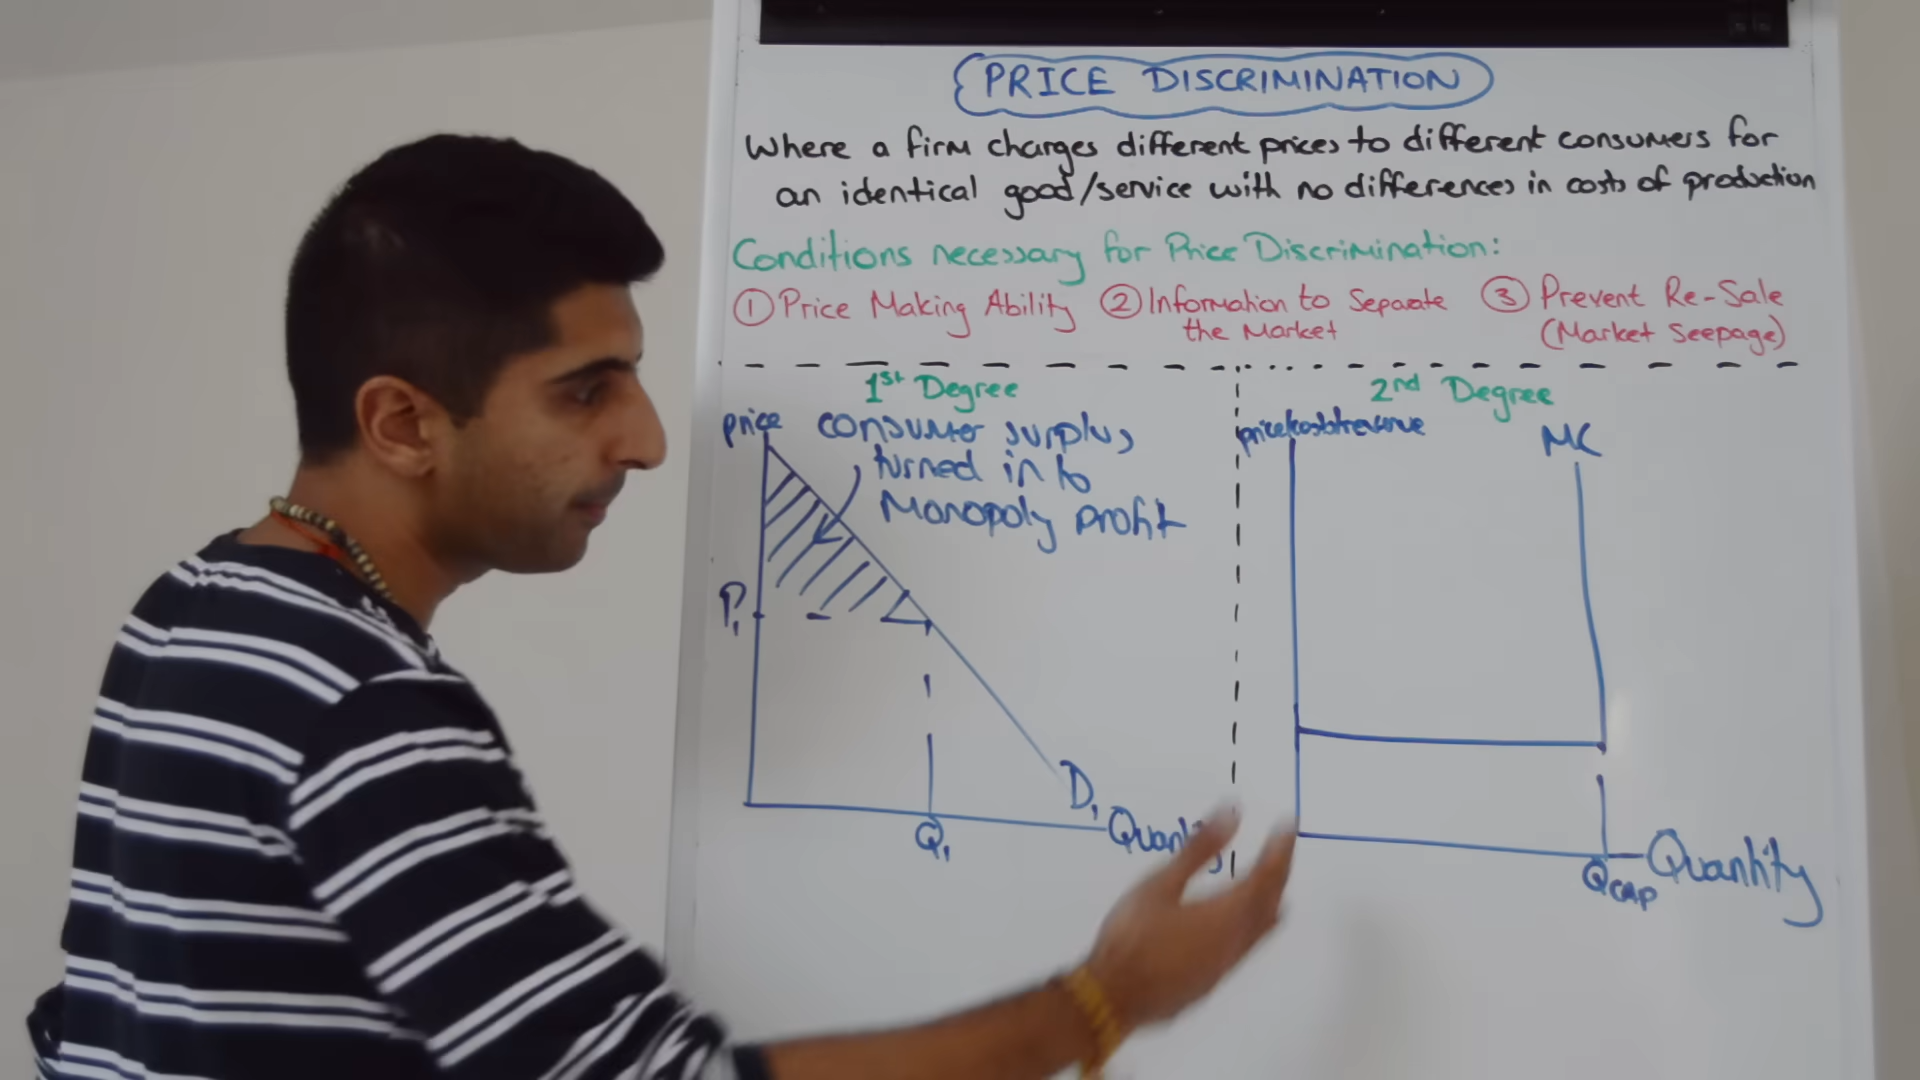 PRICE DISCRIMINATION
Where a firm charges different prices to different consumers for
an identical good/service with no differences in costs of production
Conditions necessary for Price Discrimination:
① Price Making Ability ② Information to Separate ③ Prevent Re-Sale
the Market (Market Seepage)
1st Degree 2nd Degree
price consumer surplus
turned in to
Monopoly profit
P1
D1
Q1
Quantity
MC
QCAP
Quantity